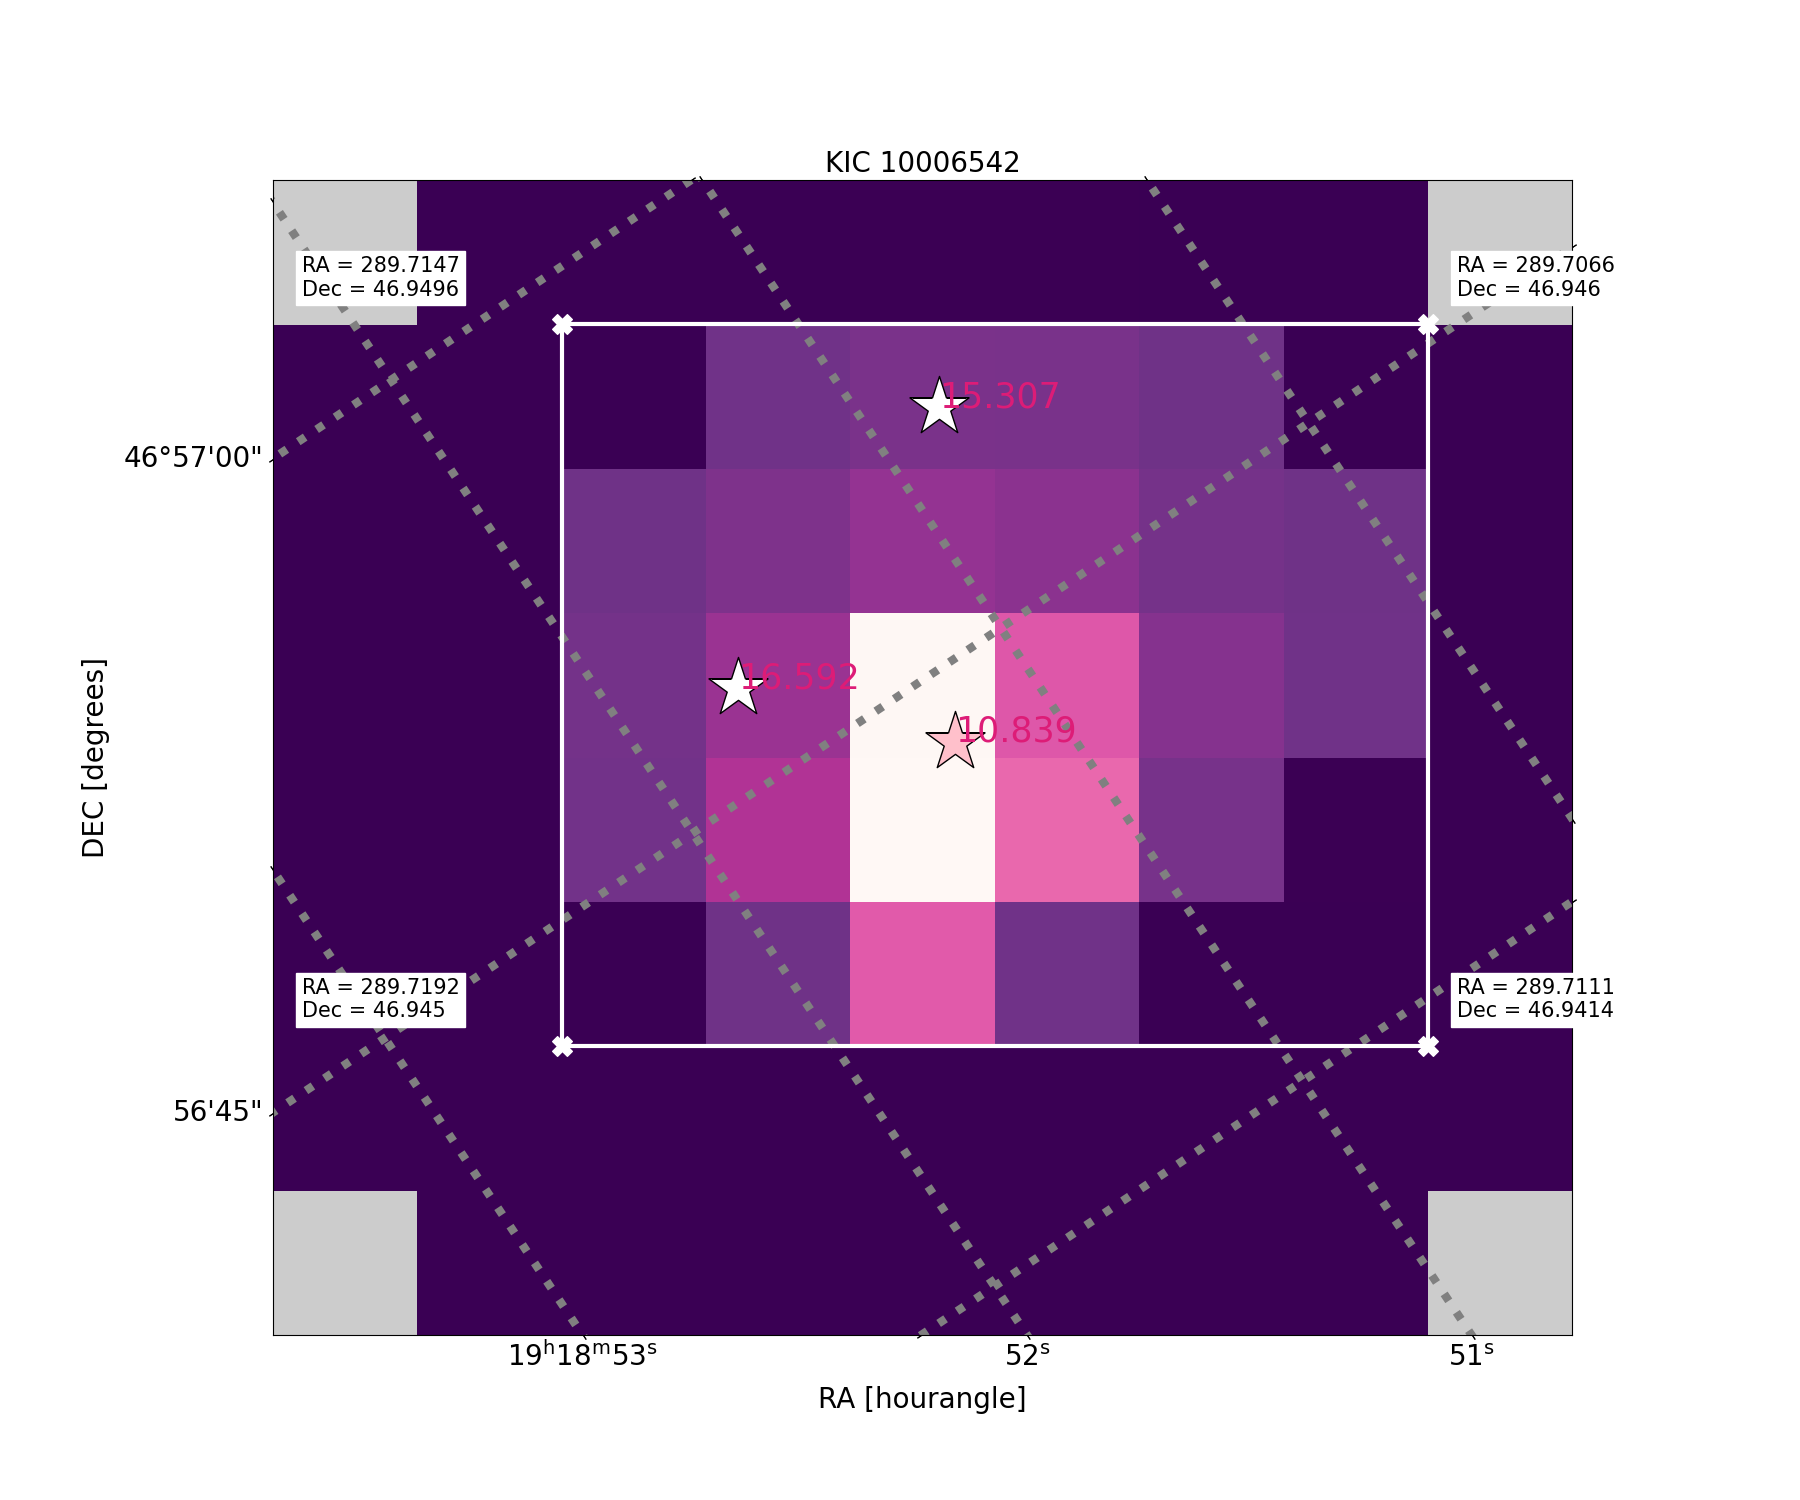 KIC 10006542
RA = 289.7147
Dec = 46.9496
RA = 289.7066
Dec = 46.946
15.307
46°57'00"
16.592
10.839
DEC [degrees]
RA = 289.7192
Dec = 46.945
RA = 289.7111
Dec = 46.9414
56'45"
19ʰ18ᵐ53ˢ
52ˢ
51ˢ
RA [hourangle]